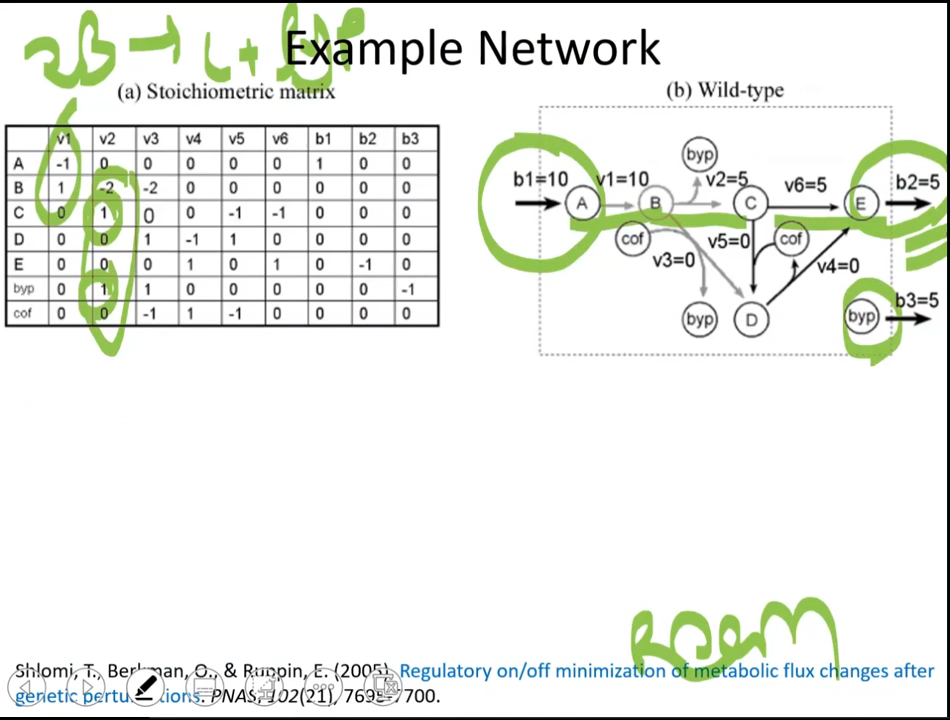 2B → C + byp
Example Network
(a) Stoichiometric matrix
v1 v2 v3 v4 v5 v6 b1 b2 b3
A -1 0 0 0 0 0 1 0 0
B 1 -2 -2 0 0 0 0 0 0
C 0 1 0 0 -1 -1 0 0 0
D 0 0 1 -1 1 0 0 0 0
E 0 0 0 1 0 1 0 -1 0
byp 0 1 1 0 0 0 0 0 -1
cof 0 0 -1 1 -1 0 0 0 0
(b) Wild-type
byp
b1=10 v1=10 v2=5 v6=5 b2=5
A B C E
cof v5=0 cof
v3=0 v4=0
b3=5
byp D byp
ROOM
Shlomi, T., Berkman, O., & Ruppin, E. (2005). Regulatory on/off minimization of metabolic flux changes after
genetic perturbations. PNAS, 102(21), 7695-7700.